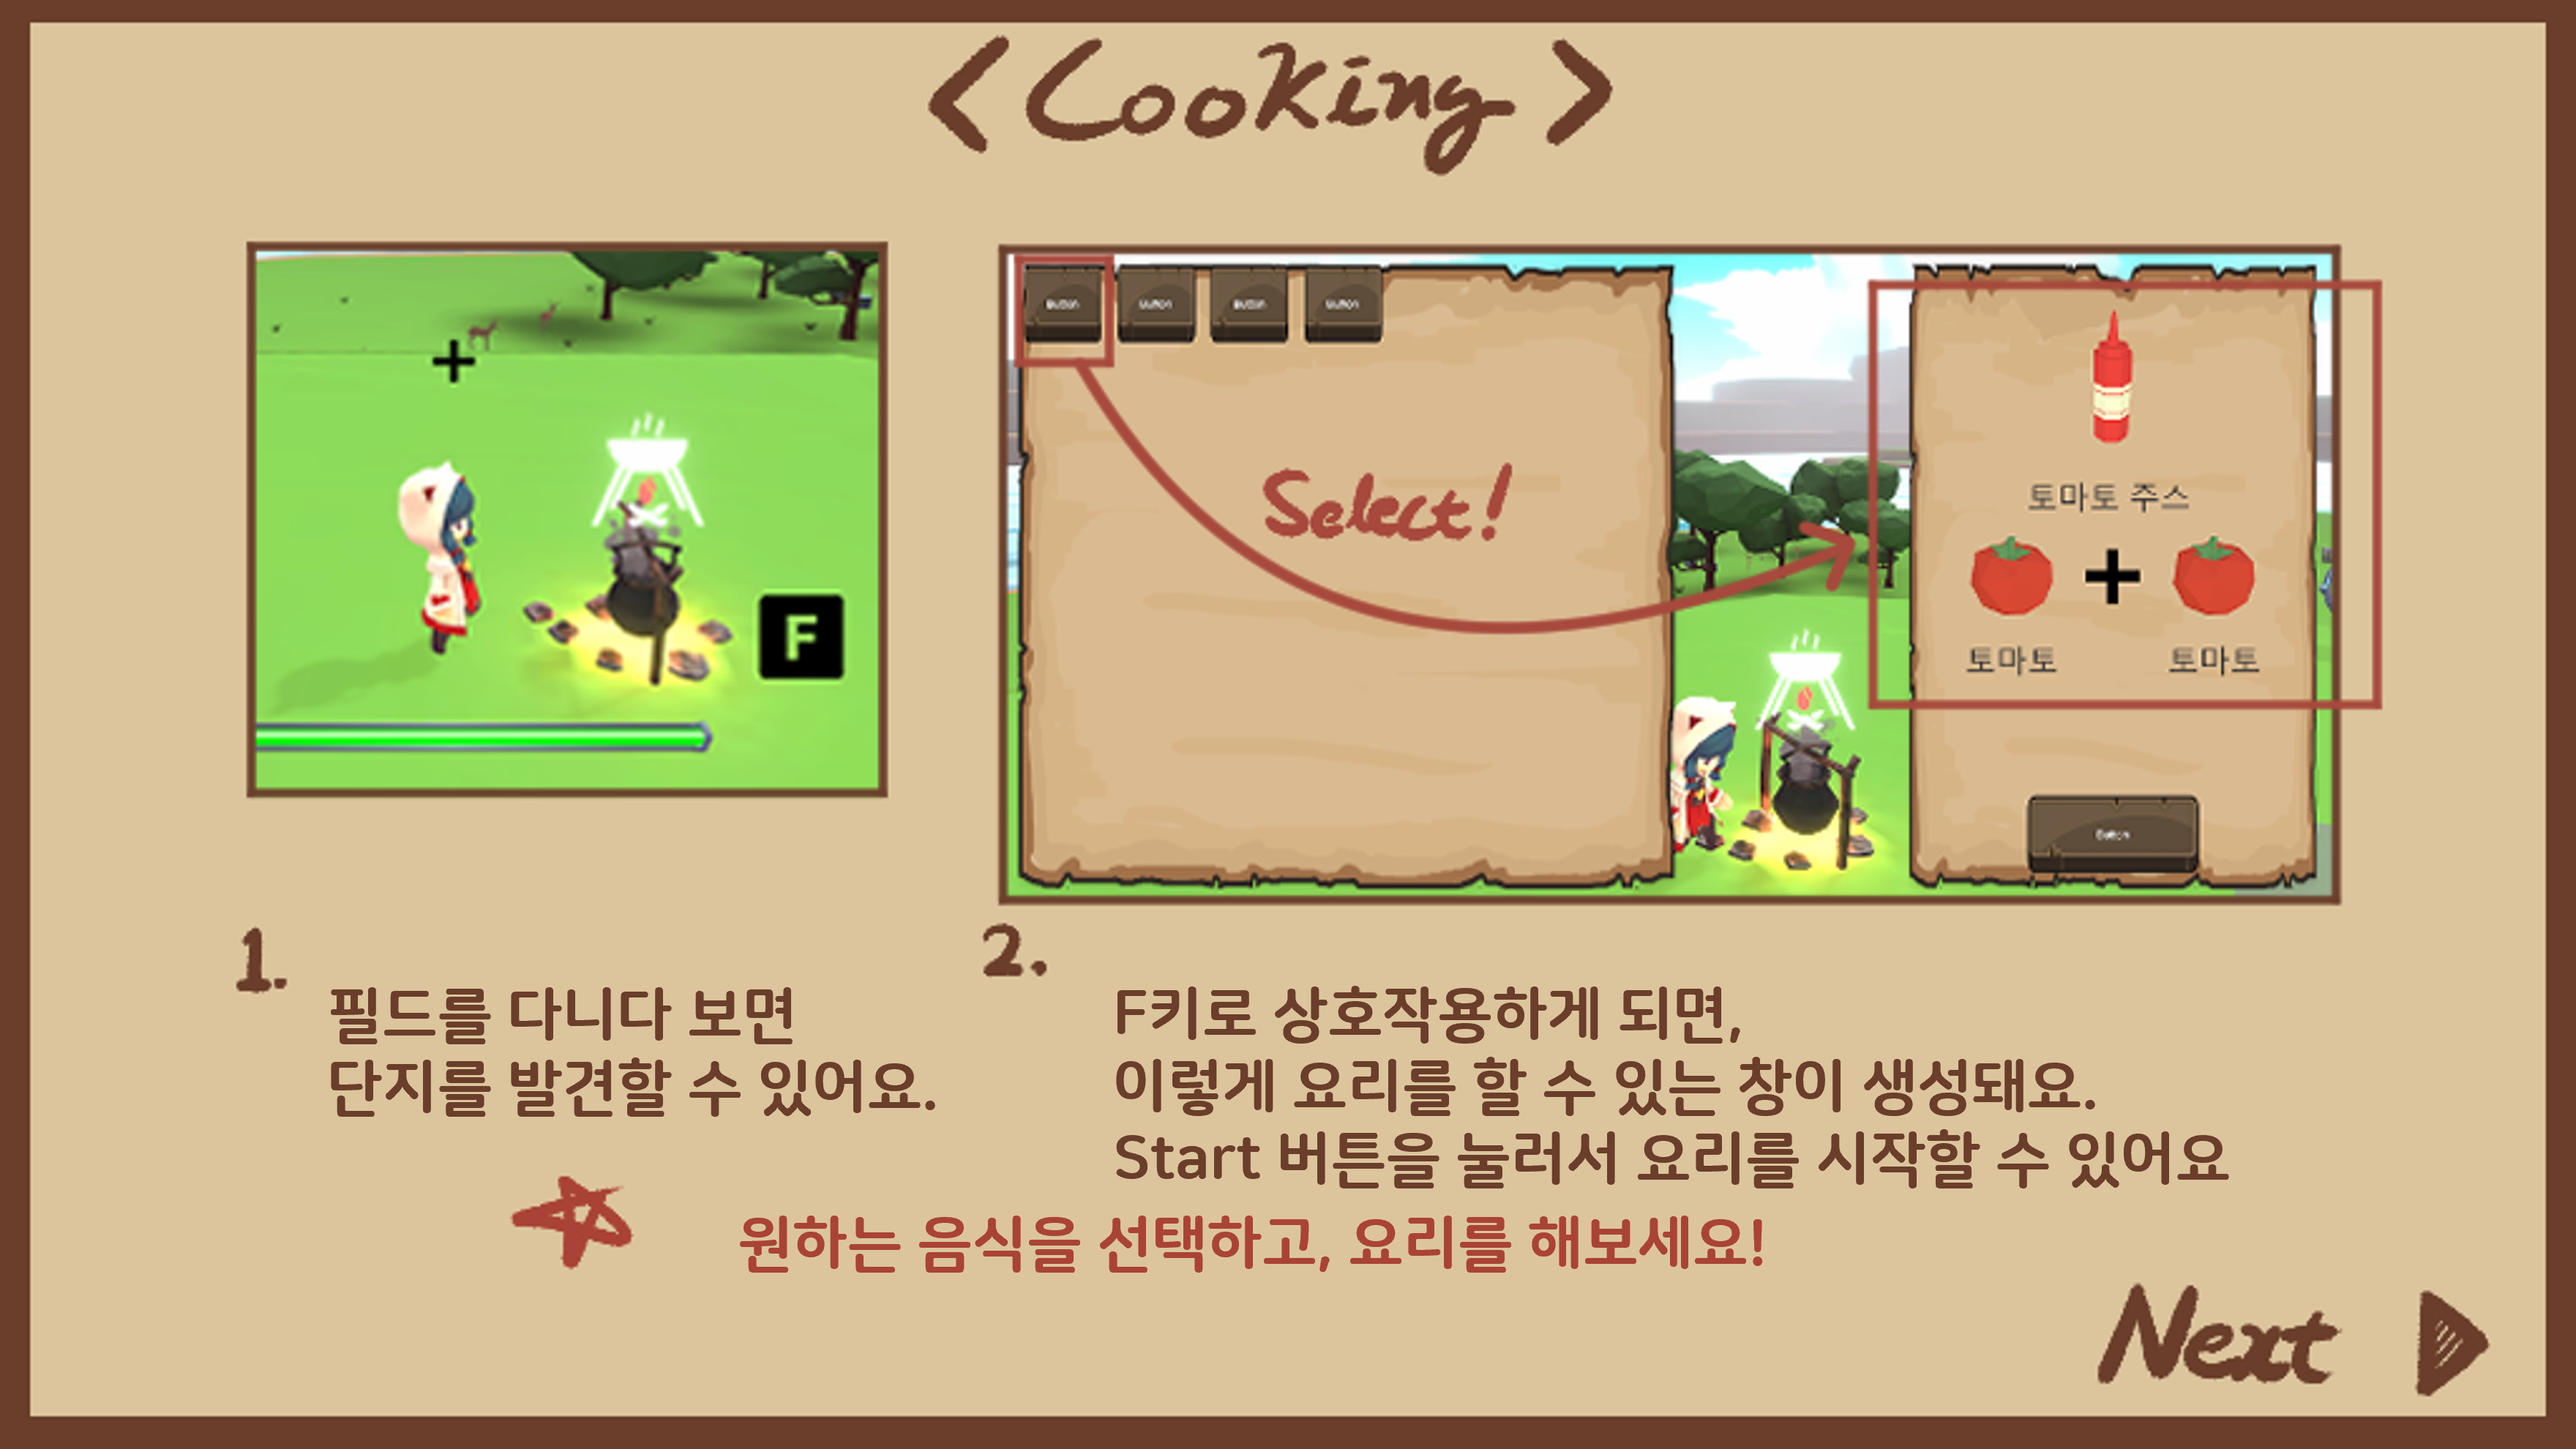 <Cooking>
Button
Button
Button
Button
Select!
토마토 주스
토마토
토마토
Button
F
1.
필드를 다니다 보면
단지를 발견할 수 있어요.
2.
F키로 상호작용하게 되면,
이렇게 요리를 할 수 있는 창이 생성돼요.
Start 버튼을 눌러서 요리를 시작할 수 있어요
원하는 음식을 선택하고, 요리를 해보세요!
Next